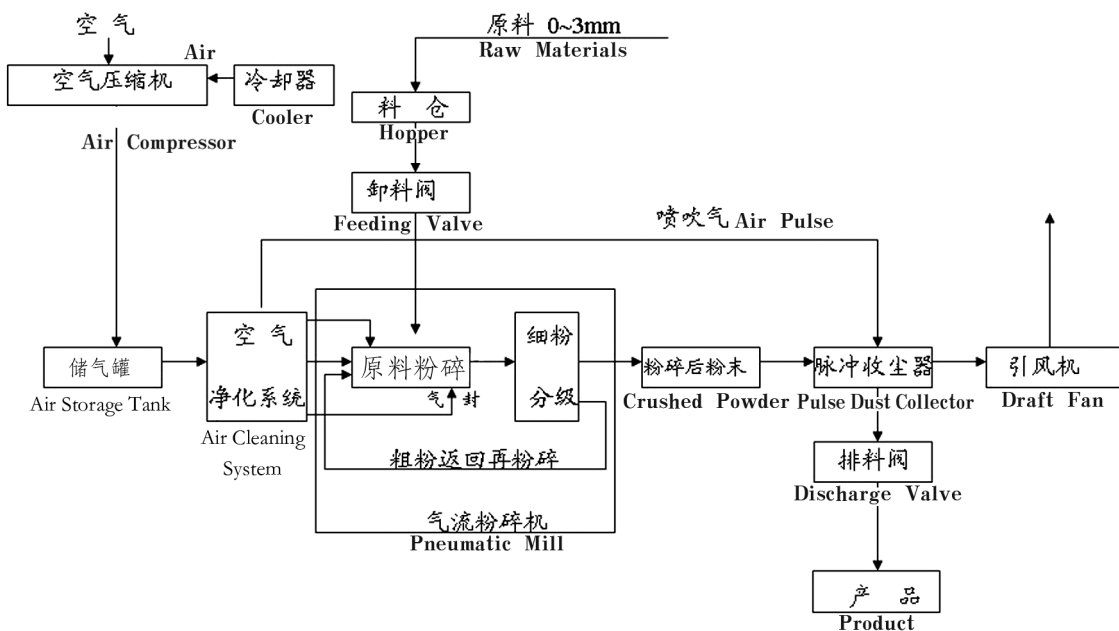 空 气
Air
空气压缩机
冷却器
Cooler
Air Compressor
原料 0~3mm
Raw Materials
料 仓
Hopper
卸料阀
Feeding Valve
喷吹气 Air Pulse
储气罐
Air Storage Tank
空 气
净化系统
Air Cleaning
System
原料粉碎
气 封
细粉
分级
粗粉返回再粉碎
气流粉碎机
Pneumatic Mill
粉碎后粉末
Crushed Powder
脉冲收尘器
Pulse Dust Collector
引风机
Draft Fan
排料阀
Discharge Valve
产 品
Product